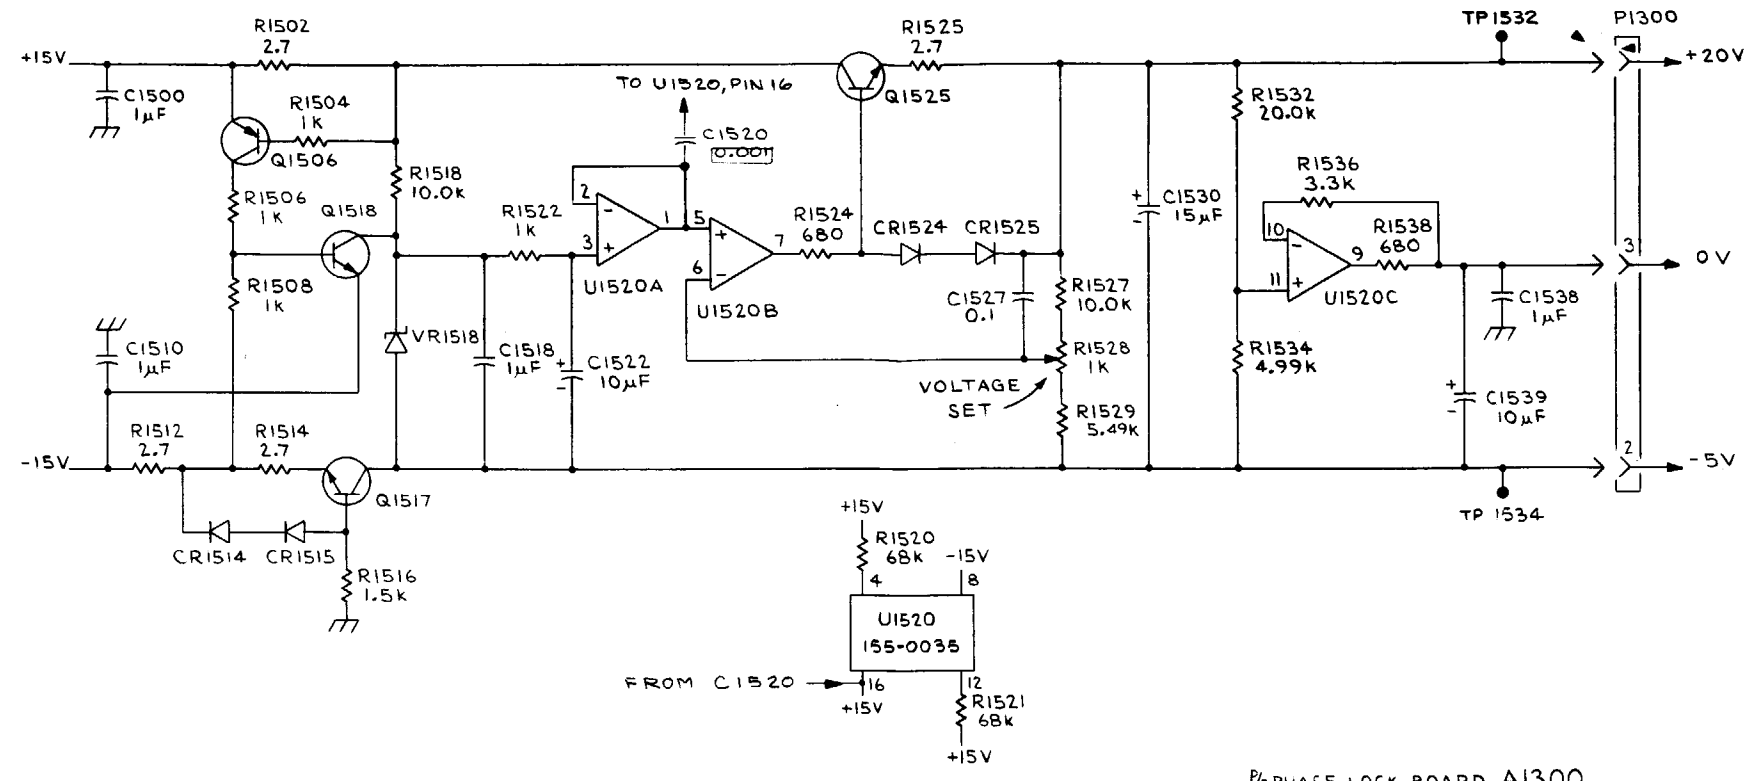 +15V
R1502
2.7
C1500
1µF
R1504
1K
Q1506
R1506
1K
Q1518
R1518
10.0K
R1508
1K
C1510
1µF
VR1518
-15V
R1512
2.7
R1514
2.7
Q1517
CR1514
CR1515
R1516
1.5K
C1518
1µF
R1522
1K
+
C1522
-
10µF
TO U1520, PIN 16
C1520
0.001
2
-
3
+
1
U1520A
5
+
6
-
7
U1520B
R1524
680
Q1525
R1525
2.7
CR1524
CR1525
C1527
0.1
R1527
10.0K
R1528
1K
VOLTAGE
SET
R1529
5.49K
+
C1530
-
15µF
R1532
20.0K
R1534
4.99K
R1536
3.3K
10
-
11
+
9
U1520C
R1538
680
C1538
1µF
+
C1539
-
10µF
TP1532
P1300
+20V
3
0V
2
-5V
TP 1534
+15V
R1520
68K
-15V
4
8
U1520
155-0035
FROM C1520
16
+15V
12
R1521
68K
+15V
P/O PHASE LOCK BOARD A1300